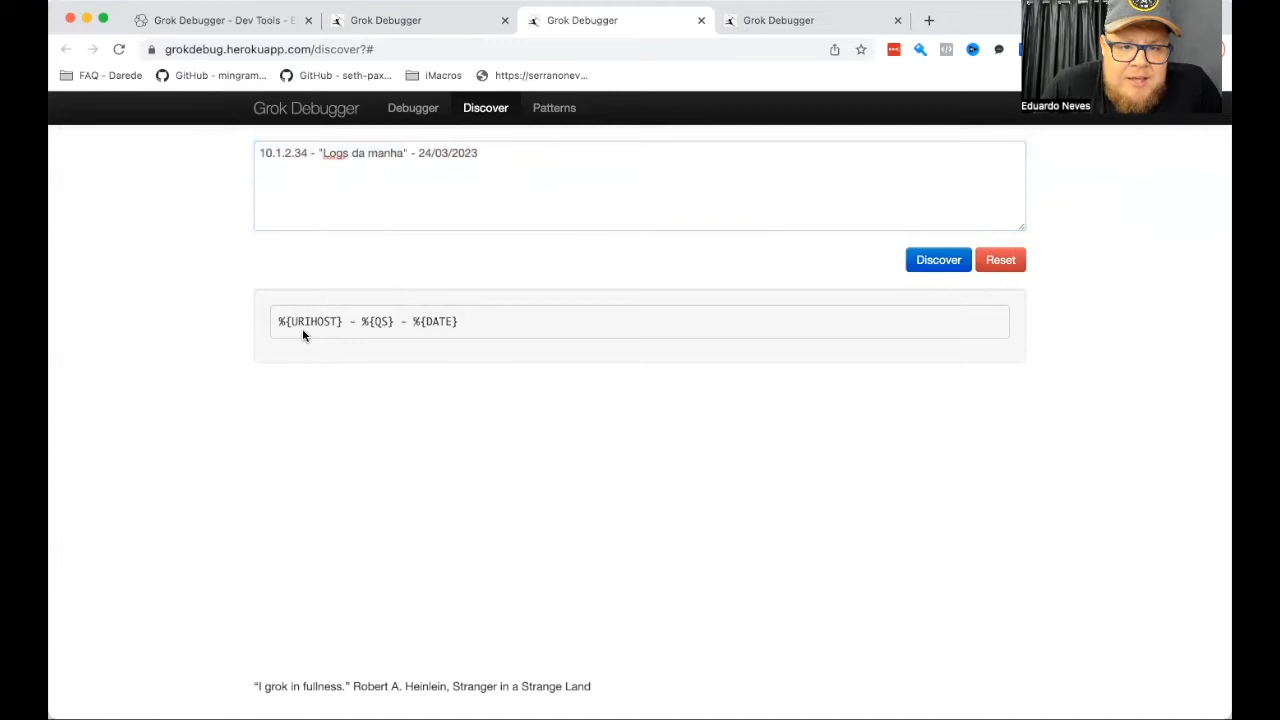 Grok Debugger - Dev Tools - E
Grok Debugger
Grok Debugger
Grok Debugger
grokdebug.herokuapp.com/discover?#
FAQ - Darede
GitHub - mingram...
GitHub - seth-pax...
iMacros
https://serranonev...
Eduardo Neves
Grok Debugger
Debugger
Discover
Patterns
10.1.2.34 - "Logs da manha" - 24/03/2023
Discover
Reset
%{URIHOST} - %{QS} - %{DATE}
“I grok in fullness.” Robert A. Heinlein, Stranger in a Strange Land